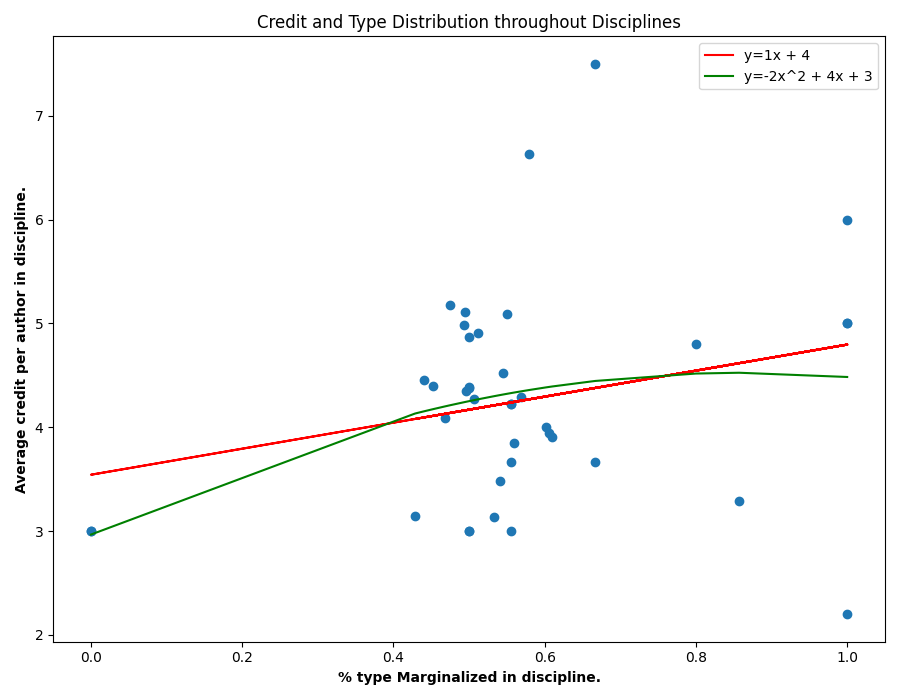 Credit and Type Distribution throughout Disciplines
y=1x + 4
y=-2x^2 + 4x + 3
Average credit per author in discipline.
7
6
5
4
3
2
0.0 0.2 0.4 0.6 0.8 1.0
% type Marginalized in discipline.